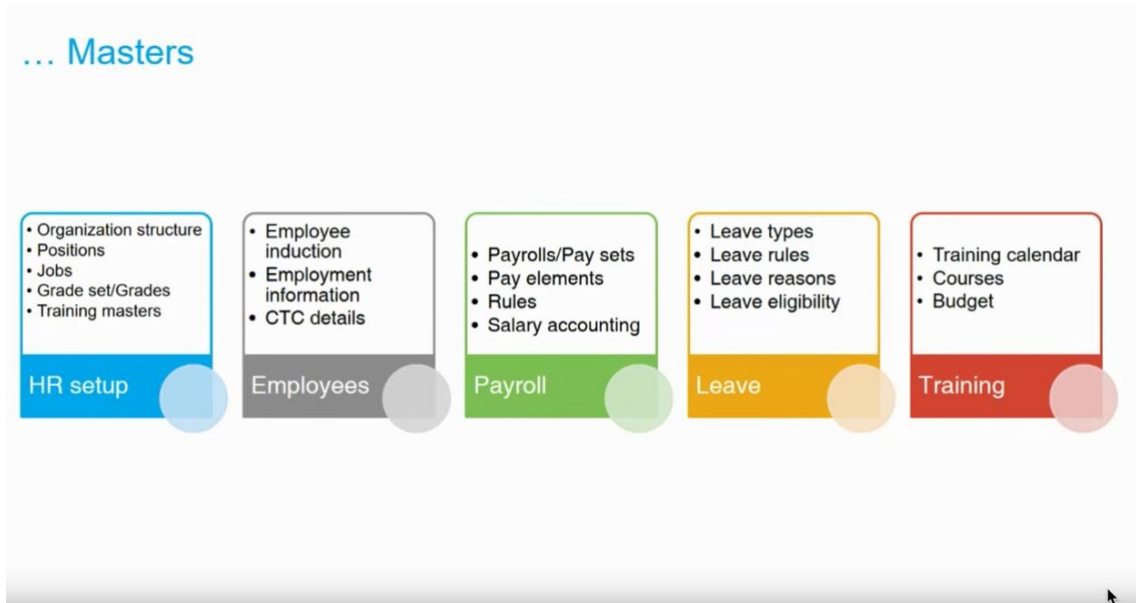 ... Masters
• Organization structure
• Positions
• Jobs
• Grade set/Grades
• Training masters
HR setup
• Employee
induction
• Employment
information
• CTC details
Employees
• Payrolls/Pay sets
• Pay elements
• Rules
• Salary accounting
Payroll
• Leave types
• Leave rules
• Leave reasons
• Leave eligibility
Leave
• Training calendar
• Courses
• Budget
Training